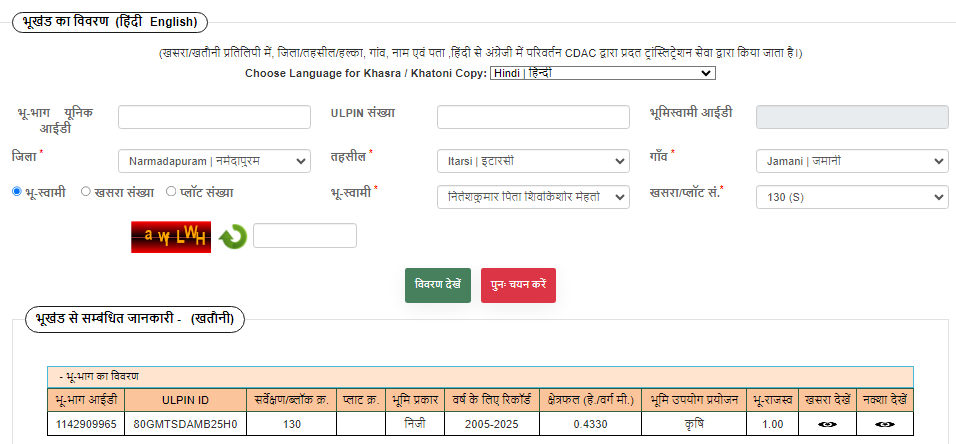 भूखंड का विवरण (हिंदी English)
(खसरा/खतौनी प्रतिलिपी में, जिला/तहसील/हल्का, गांव, नाम एवं पता ,हिंदी से अंग्रेजी में परिवर्तन CDAC द्वारा प्रदत ट्रांस्लिट्रेशन सेवा द्वारा किया जाता है।)
Choose Language for Khasra / Khatoni Copy: Hindi | हिन्दी
भू-भाग यूनिक आईडी ULPIN संख्या भूमिस्वामी आईडी
जिला * Narmadapuram | नर्मदापुरम तहसील * Itarsi | इटारसी गाँव * Jamani | जमानी
भू-स्वामी खसरा संख्या प्लॉट संख्या भू-स्वामी * नितेशकुमार पिता शिवकिशोर मेहतो खसरा/प्लॉट सं.* 130 (S)
a w L W H
विवरण देखें पुनः चयन करें
भूखंड से सम्बंधित जानकारी - (खतौनी)
- भू-भाग का विवरण
भू-भाग आईडी ULPIN ID सर्वेक्षण/ब्लॉक क्र. प्लाट क्र. भूमि प्रकार वर्ष के लिए रिकॉर्ड क्षेत्रफल (हे./वर्ग मी.) भूमि उपयोग प्रयोजन भू-राजस्व खसरा देखें नक्शा देखें
1142909965 80GMTSDAMB25H0 130 निजी 2005-2025 0.4330 कृषि 1.00